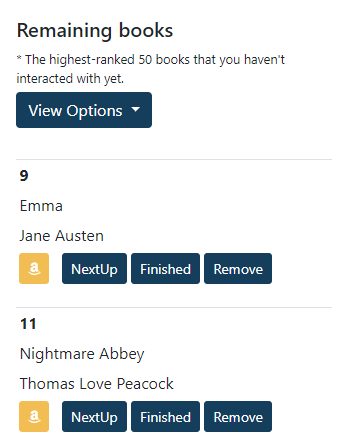 Remaining books
* The highest-ranked 50 books that you haven't
interacted with yet.
View Options
9
Emma
Jane Austen
a NextUp Finished Remove
11
Nightmare Abbey
Thomas Love Peacock
a NextUp Finished Remove